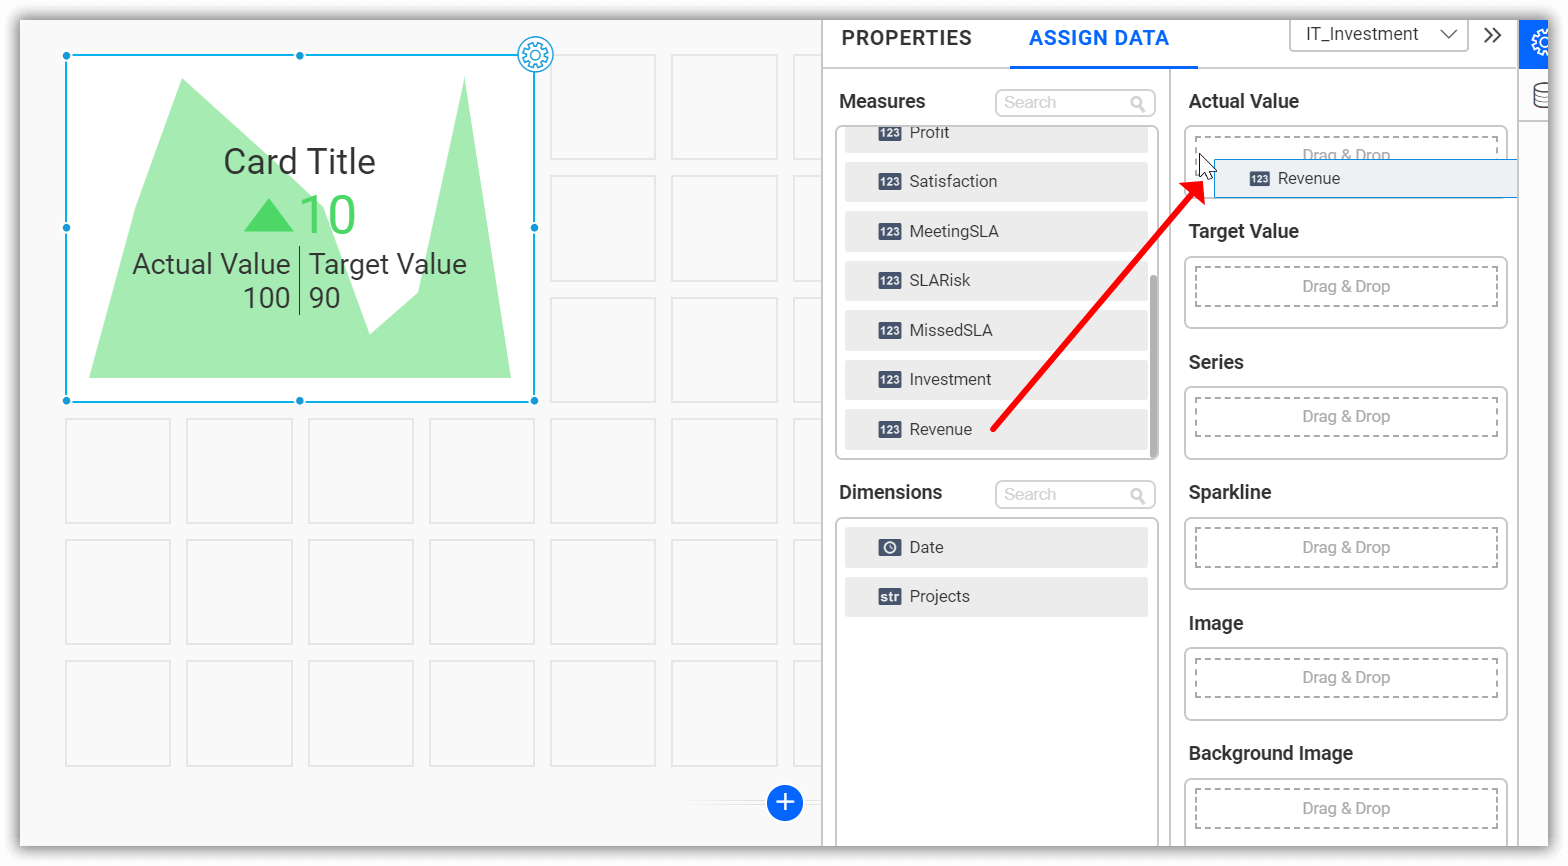 PROPERTIES
ASSIGN DATA
IT_Investment
Card Title
10
Actual Value
Target Value
100
90
Measures
Search
123 Profit
123 Satisfaction
123 MeetingSLA
123 SLARisk
123 MissedSLA
123 Investment
123 Revenue
Dimensions
Search
Date
str Projects
Actual Value
Drag & Drop
123 Revenue
Target Value
Drag & Drop
Series
Drag & Drop
Sparkline
Drag & Drop
Image
Drag & Drop
Background Image
Drag & Drop